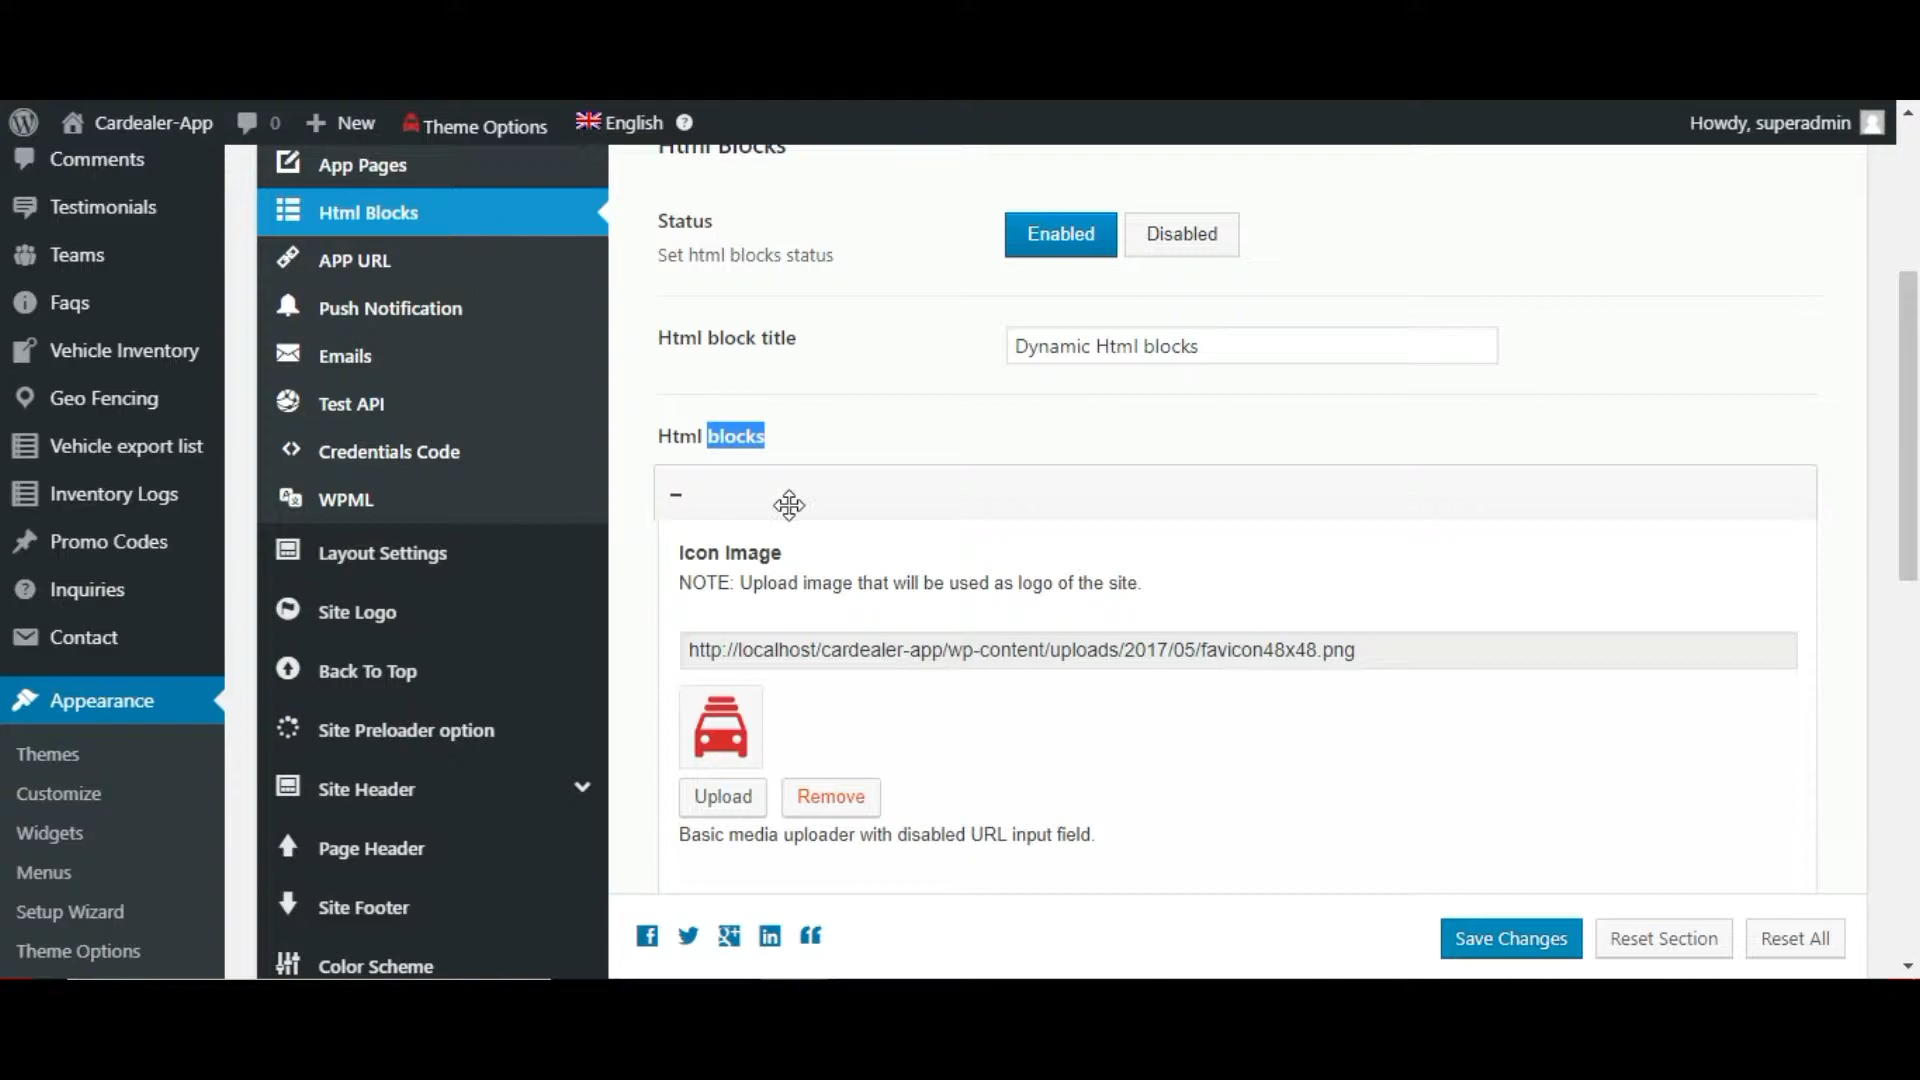 Cardealer-App
0
New
Theme Options
English
Howdy, superadmin
Comments
Testimonials
Teams
Faqs
Vehicle Inventory
Geo Fencing
Vehicle export list
Inventory Logs
Promo Codes
Inquiries
Contact
Appearance
Themes
Customize
Widgets
Menus
Setup Wizard
Theme Options
App Pages
Html Blocks
APP URL
Push Notification
Emails
Test API
Credentials Code
WPML
Layout Settings
Site Logo
Back To Top
Site Preloader option
Site Header
Page Header
Site Footer
Color Scheme
Html Blocks
Status
Set html blocks status
Enabled
Disabled
Html block title
Dynamic Html blocks
Html blocks
Icon Image
NOTE: Upload image that will be used as logo of the site.
http://localhost/cardealer-app/wp-content/uploads/2017/05/favicon48x48.png
Upload
Remove
Basic media uploader with disabled URL input field.
Save Changes
Reset Section
Reset All